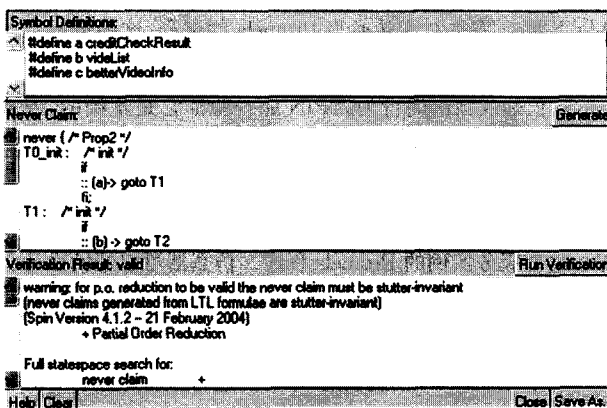 Symbol Definitions:
#define a creditCheckResult
#define b videList
#define c betterVideoInfo
Never Claim: Generate
never { /* Prop2 */
T0_init : /* init */
if
:: (a)-> goto T1
fi;
T1 : /* init */
if
:: (b) -> goto T2
Verification Result: valid Run Verification
warning: for p.o. reduction to be valid the never claim must be stutter-invariant
(never claims generated from LTL formulae are stutter-invariant)
(Spin Version 4.1.2 -- 21 February 2004)
+ Partial Order Reduction
Full statespace search for:
never claim +
Help Clear Close Save As.